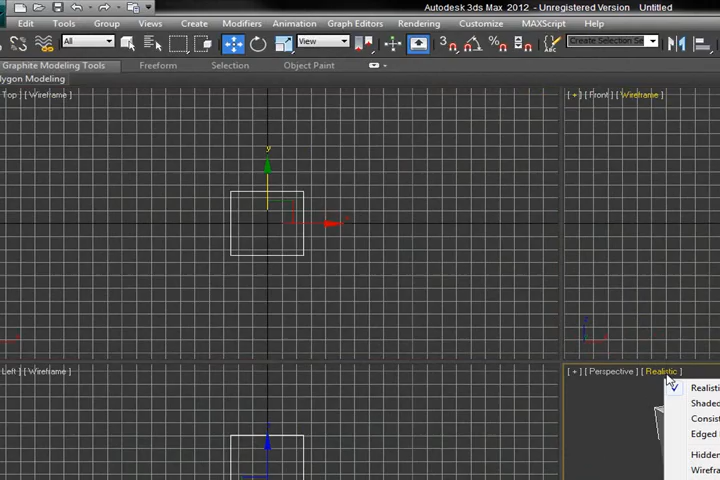 Autodesk 3ds Max 2012 - Unregistered Version Untitled
Edit Tools Group Views Create Modifiers Animation Graph Editors Rendering Customize MAXScript Help
All View Create Selection Se
Graphite Modeling Tools Freeform Selection Object Paint
lygon Modeling
Top ] [ Wireframe ]
[ + ] [ Front ] [ Wireframe ]
y
Left ] [ Wireframe ]
[ + ] [ Perspective ] [ Realistic ]
Realisti
Shaded
Consist
Edged
Hidden
Wirefra